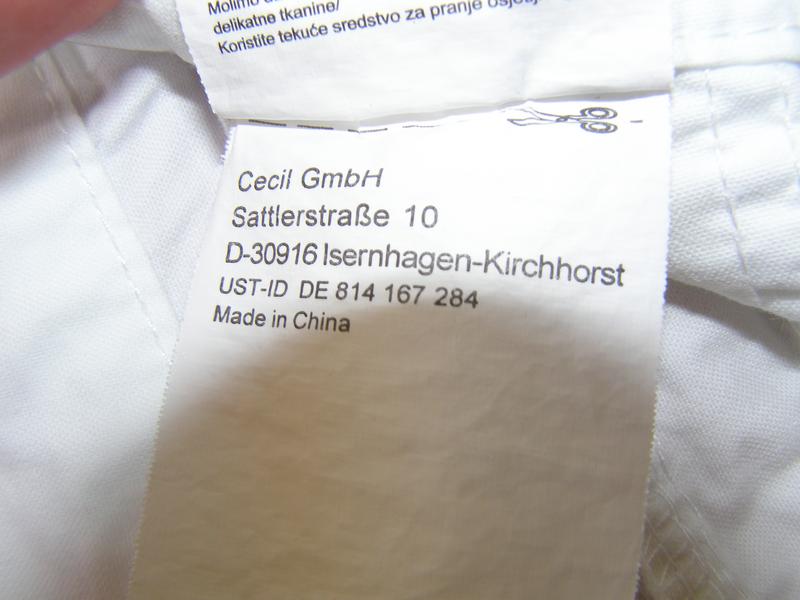 delikatne tkanine/
Koristite tekuće sredstvo za pranje
Cecil GmbH
Sattlerstraße 10
D-30916 Isernhagen-Kirchhorst
UST-ID DE 814 167 284
Made in China